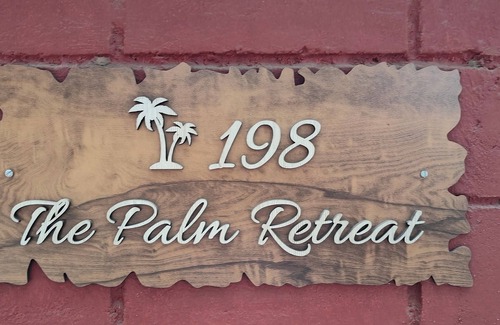 198
The Palm Retreat